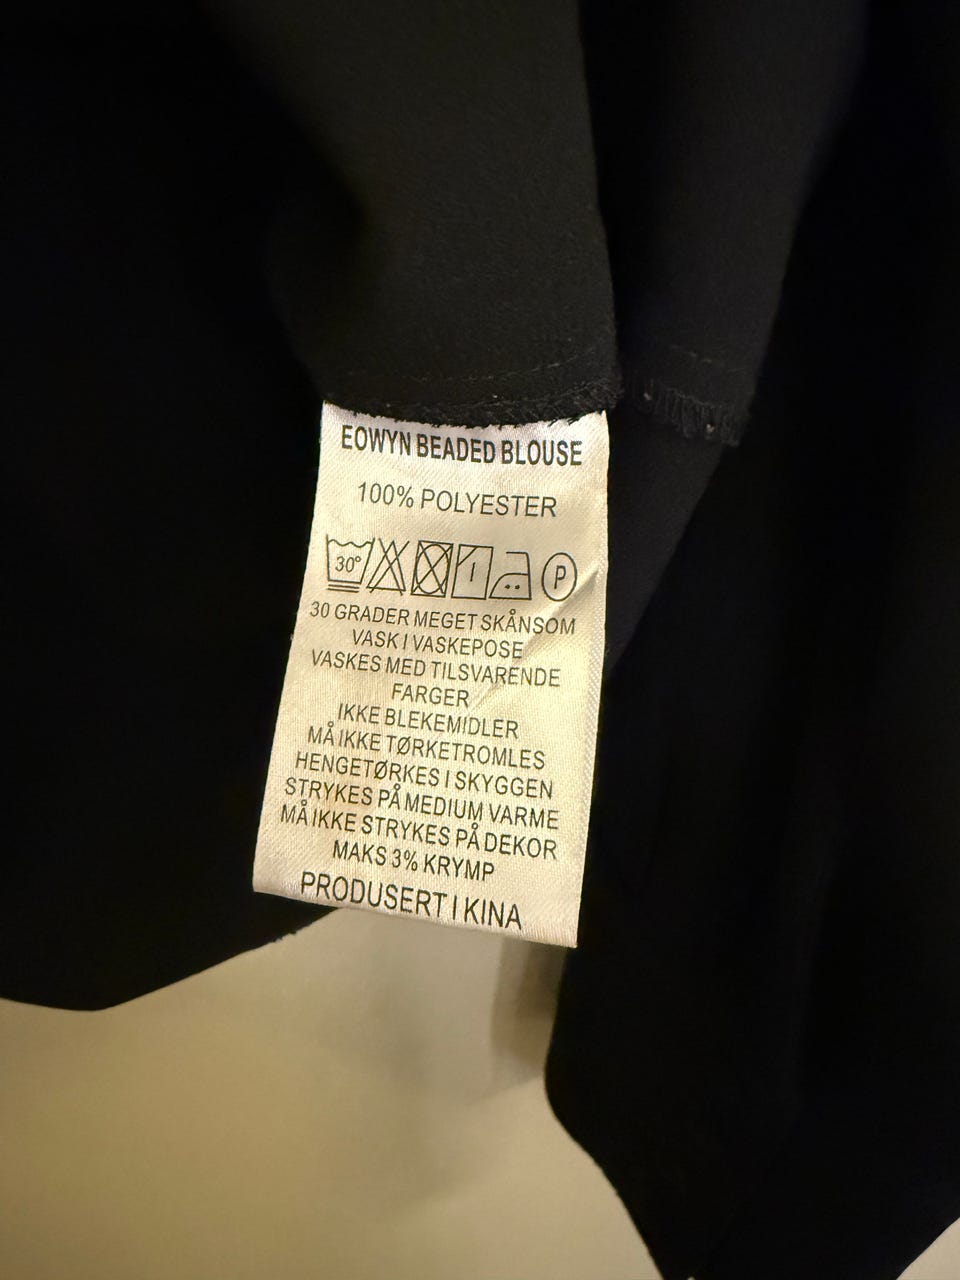 EOWYN BEADED BLOUSE
100% POLYESTER
30° P
30 GRADER MEGET SKÅNSOM
VASK I VASKEPOSE
VASKES MED TILSVARENDE
FARGER
IKKE BLEKEMIDLER
MÅ IKKE TØRKETROMLES
HENGETØRKES I SKYGGEN
STRYKES PÅ MEDIUM VARME
MÅ IKKE STRYKES PÅ DEKOR
MAKS 3% KRYMP
PRODUSERT I KINA